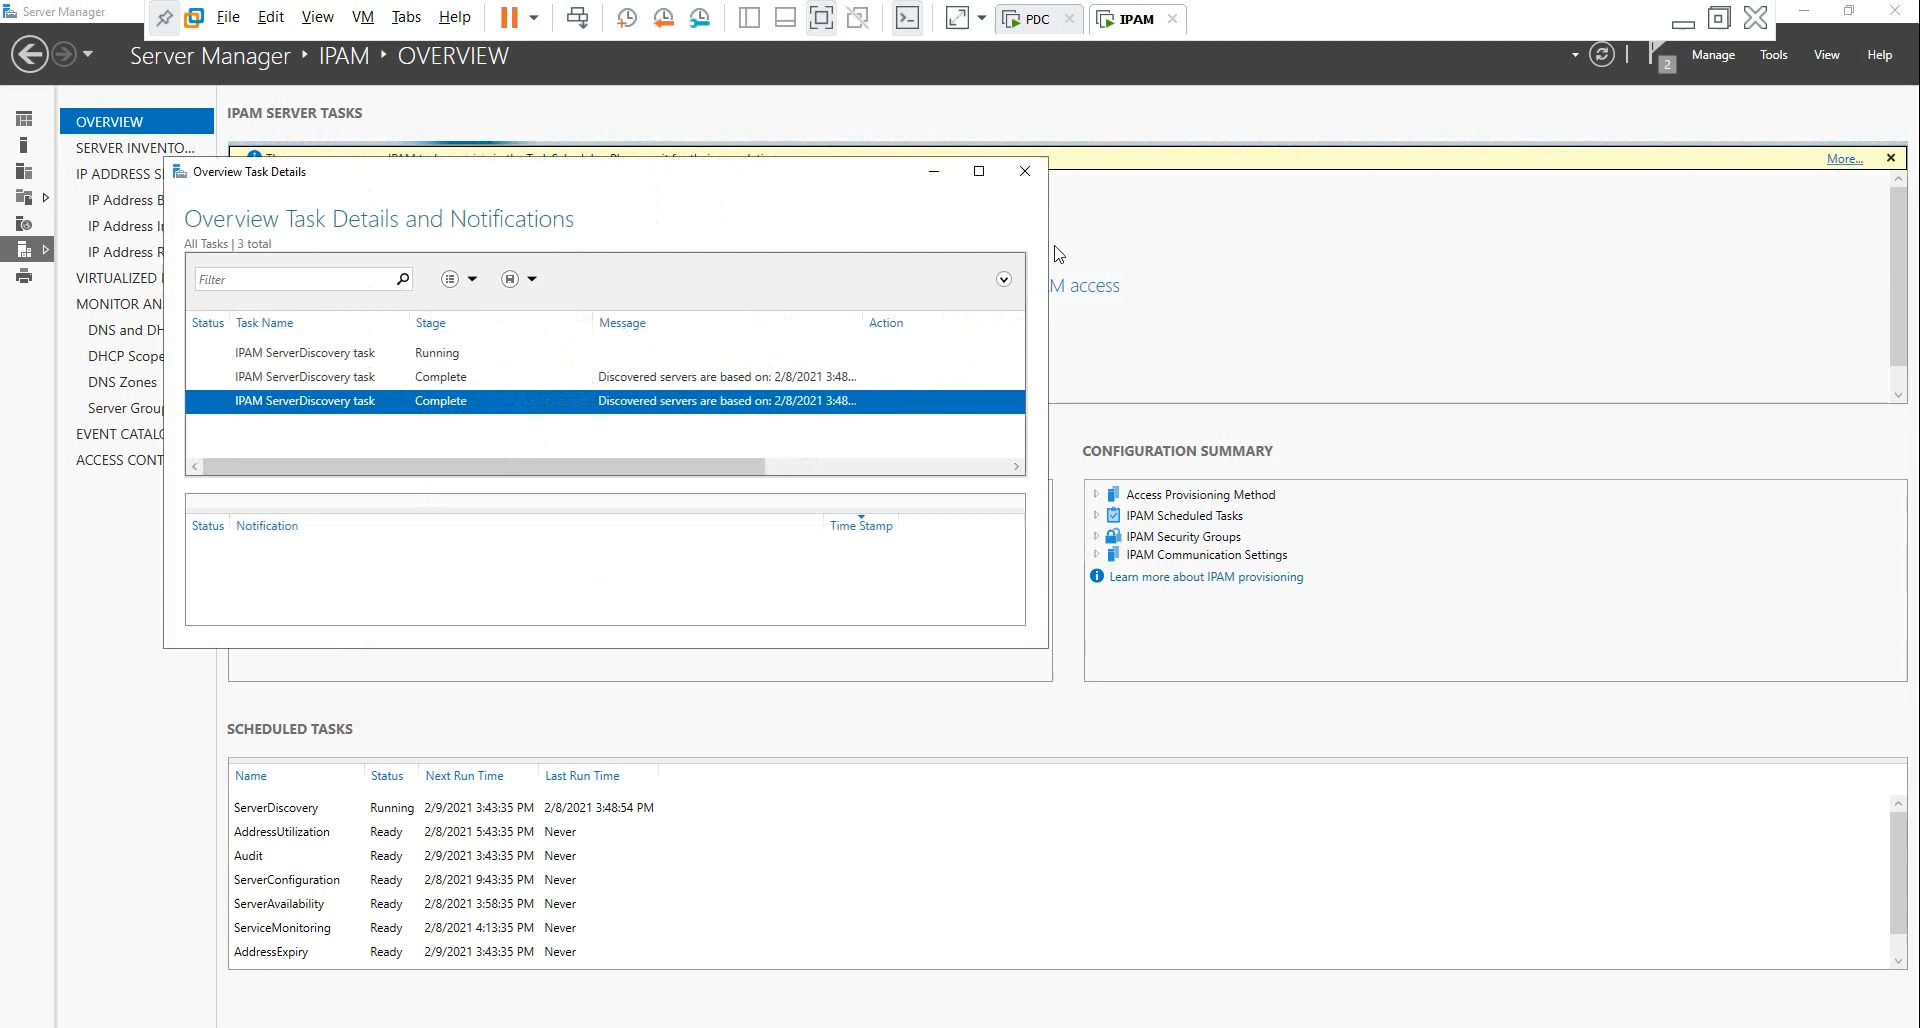 Server Manager
File Edit View VM Tabs Help
PDC
IPAM
Server Manager IPAM OVERVIEW
2 Manage Tools View Help
OVERVIEW
SERVER INVENTO...
IP ADDRESS S
IP Address B
IP Address I
IP Address R
VIRTUALIZED
MONITOR AN
DNS and DH
DHCP Scope
DNS Zones
Server Grou
EVENT CATALO
ACCESS CONT
IPAM SERVER TASKS
More...
M access
Overview Task Details
Overview Task Details and Notifications
All Tasks | 3 total
Filter
Status Task Name Stage Message Action
IPAM ServerDiscovery task Running
IPAM ServerDiscovery task Complete Discovered servers are based on: 2/8/2021 3:48...
IPAM ServerDiscovery task Complete Discovered servers are based on: 2/8/2021 3:48...
Status Notification Time Stamp
CONFIGURATION SUMMARY
Access Provisioning Method
IPAM Scheduled Tasks
IPAM Security Groups
IPAM Communication Settings
Learn more about IPAM provisioning
SCHEDULED TASKS
Name Status Next Run Time Last Run Time
ServerDiscovery Running 2/9/2021 3:43:35 PM 2/8/2021 3:48:54 PM
AddressUtilization Ready 2/8/2021 5:43:35 PM Never
Audit Ready 2/9/2021 3:43:35 PM Never
ServerConfiguration Ready 2/8/2021 9:43:35 PM Never
ServerAvailability Ready 2/8/2021 3:58:35 PM Never
ServiceMonitoring Ready 2/8/2021 4:13:35 PM Never
AddressExpiry Ready 2/9/2021 3:43:35 PM Never